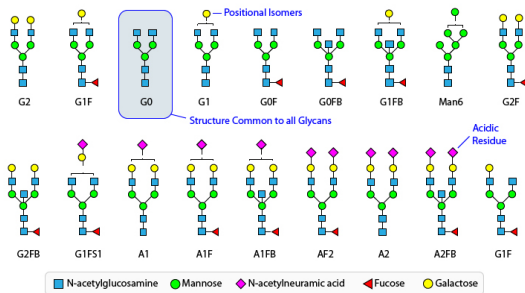 Positional Isomers
G2 G1F G0 G1 G0F G0FB G1FB Man6 G2F
Structure Common to all Glycans
Acidic
Residue
G2FB G1FS1 A1 A1F A1FB AF2 A2 A2FB G1F
N-acetylglucosamine Mannose N-acetylneuramic acid Fucose Galactose